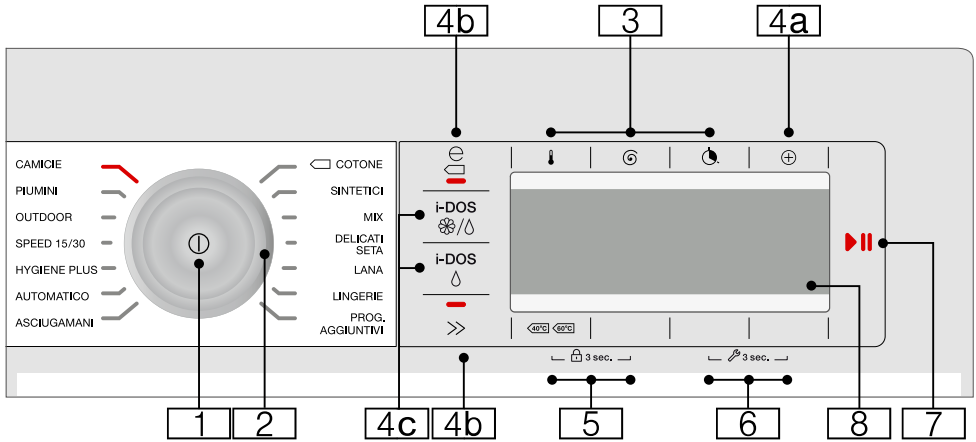 4b
3
4a
CAMICIE
PIUMINI
OUTDOOR
SPEED 15/30
HYGIENE PLUS
AUTOMATICO
ASCIUGAMANI
COTONE
SINTETICI
MIX
DELICATI
SETA
LANA
LINGERIE
PROG.
AGGIUNTIVI
i-DOS
i-DOS
40°C 60°C
3 sec.
3 sec.
1
2
4c
4b
5
6
8
7